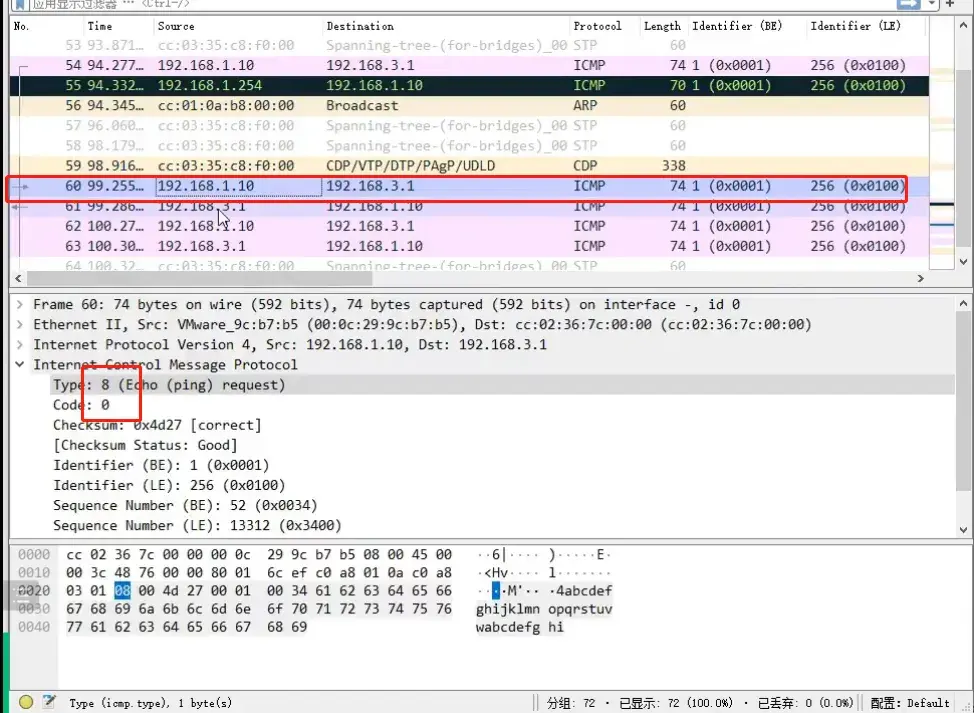 应用显示过滤器 … <Ctrl-/>
No. Time Source Destination Protocol Length Identifier (BE) Identifier (LE)
53 93.871… cc:03:35:c8:f0:00 Spanning-tree-(for-bridges)_00 STP 60
54 94.277… 192.168.1.10 192.168.3.1 ICMP 74 1 (0x0001) 256 (0x0100)
55 94.332… 192.168.1.254 192.168.1.10 ICMP 70 1 (0x0001) 256 (0x0100)
56 94.345… cc:01:0a:b8:00:00 Broadcast ARP 60
57 96.060… cc:03:35:c8:f0:00 Spanning-tree-(for-bridges)_00 STP 60
58 98.179… cc:03:35:c8:f0:00 Spanning-tree-(for-bridges)_00 STP 60
59 98.916… cc:03:35:c8:f0:00 CDP/VTP/DTP/PAgP/UDLD CDP 338
60 99.255… 192.168.1.10 192.168.3.1 ICMP 74 1 (0x0001) 256 (0x0100)
61 99.286… 192.168.3.1 192.168.1.10 ICMP 74 1 (0x0001) 256 (0x0100)
62 100.27… 192.168.1.10 192.168.3.1 ICMP 74 1 (0x0001) 256 (0x0100)
63 100.30… 192.168.3.1 192.168.1.10 ICMP 74 1 (0x0001) 256 (0x0100)
64 100.32… cc:03:35:c8:f0:00 Spanning-tree-(for-bridges)_00 STP 60
Frame 60: 74 bytes on wire (592 bits), 74 bytes captured (592 bits) on interface -, id 0
Ethernet II, Src: VMware_9c:b7:b5 (00:0c:29:9c:b7:b5), Dst: cc:02:36:7c:00:00 (cc:02:36:7c:00:00)
Internet Protocol Version 4, Src: 192.168.1.10, Dst: 192.168.3.1
Internet Control Message Protocol
Type: 8 (Echo (ping) request)
Code: 0
Checksum: 0x4d27 [correct]
[Checksum Status: Good]
Identifier (BE): 1 (0x0001)
Identifier (LE): 256 (0x0100)
Sequence Number (BE): 52 (0x0034)
Sequence Number (LE): 13312 (0x3400)
0000 cc 02 36 7c 00 00 00 0c 29 9c b7 b5 08 00 45 00 ··6|···· )·····E·
0010 00 3c 48 76 00 00 80 01 6c ef c0 a8 01 0a c0 a8 ·<Hv···· l·······
0020 03 01 08 00 4d 27 00 01 00 34 61 62 63 64 65 66 ····M'·· ·4abcdef
0030 67 68 69 6a 6b 6c 6d 6e 6f 70 71 72 73 74 75 76 ghijklmn opqrstuv
0040 77 61 62 63 64 65 66 67 68 69 wabcdefg hi
Type (icmp.type), 1 byte(s) 分组: 72 · 已显示: 72 (100.0%) · 已丢弃: 0 (0.0%) 配置: Default